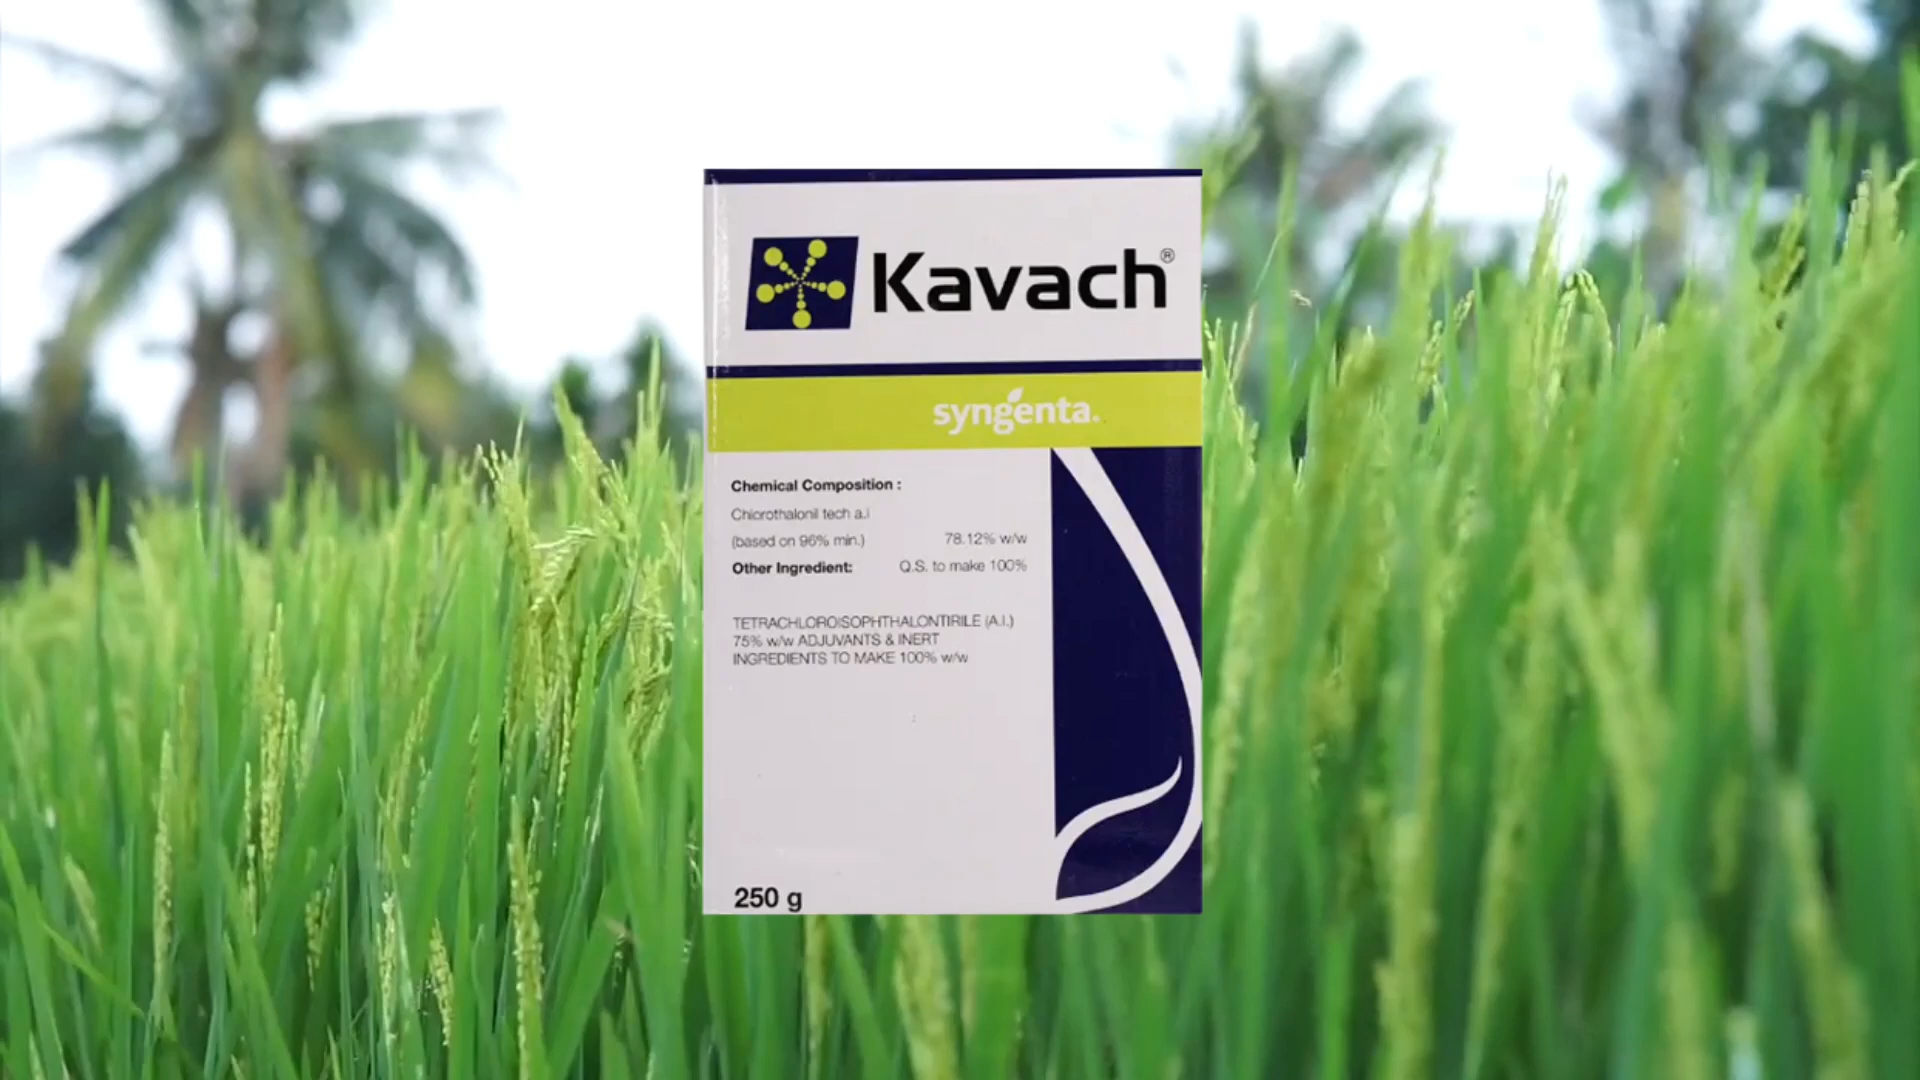 Kavach®
syngenta.
Chemical Composition :
Chlorothalonil tech a.i
(based on 96% min.) 78.12% w/w
Other Ingredient: Q.S. to make 100%
TETRACHLOROISOPHTHALONTIRILE (A.I.)
75% w/w ADJUVANTS & INERT
INGREDIENTS TO MAKE 100% w/w
250 g